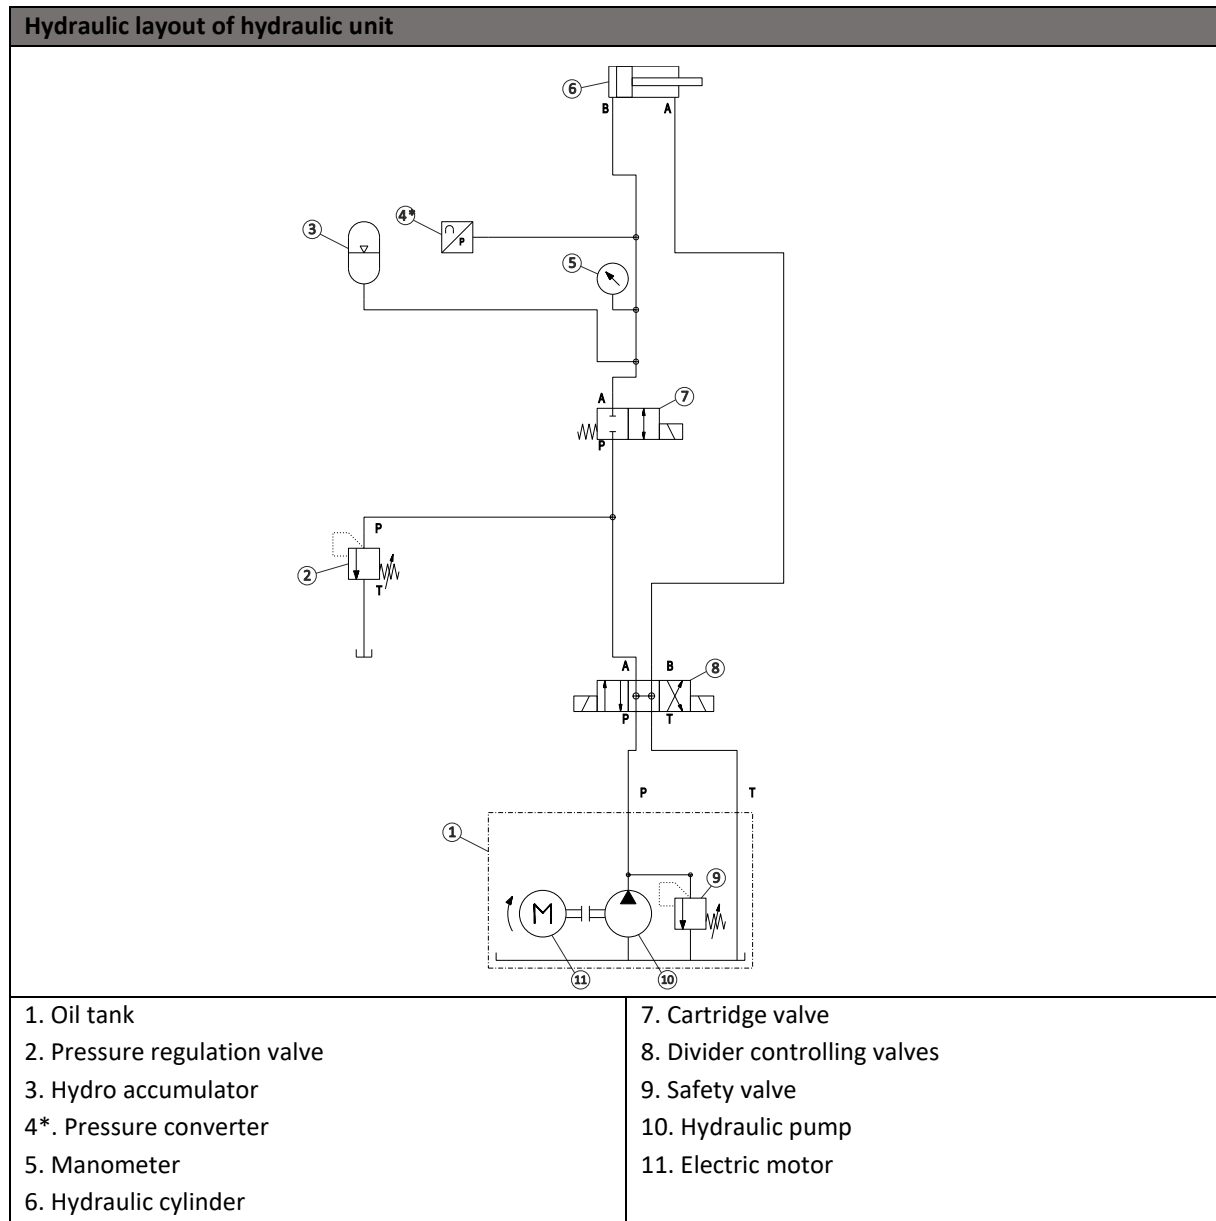 Hydraulic layout of hydraulic unit
6
B A
4*
P
3
5
A
7
P
P
2
T
A B
8
P T
P T
1
9
M
11 10
1. Oil tank
2. Pressure regulation valve
3. Hydro accumulator
4*. Pressure converter
5. Manometer
6. Hydraulic cylinder
7. Cartridge valve
8. Divider controlling valves
9. Safety valve
10. Hydraulic pump
11. Electric motor